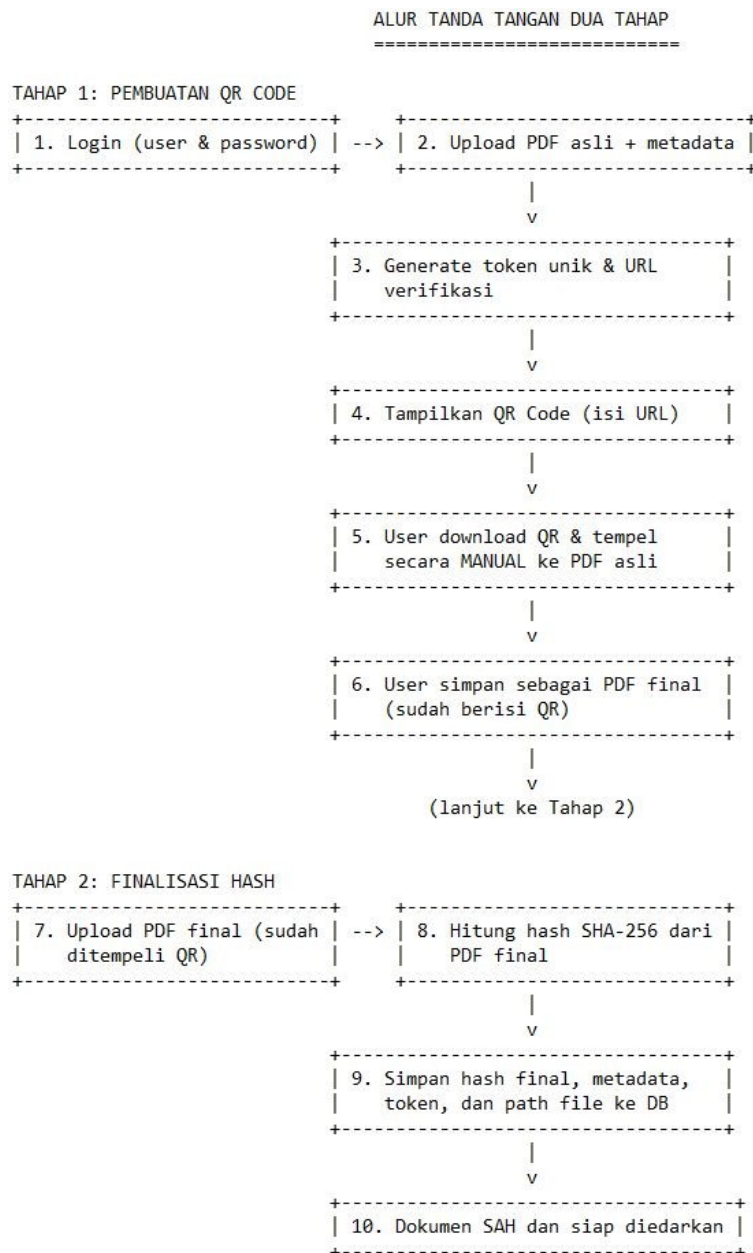 ALUR TANDA TANGAN DUA TAHAP
============================
TAHAP 1: PEMBUATAN QR CODE
+----------------------------+     +-------------------------------+
| 1. Login (user & password) | --> | 2. Upload PDF asli + metadata |
+----------------------------+     +-------------------------------+
|
v
+-----------------------------------+
| 3. Generate token unik & URL      |
|    verifikasi                     |
+-----------------------------------+
|
v
+-----------------------------------+
| 4. Tampilkan QR Code (isi URL)    |
+-----------------------------------+
|
v
+-----------------------------------+
| 5. User download QR & tempel      |
|    secara MANUAL ke PDF asli      |
+-----------------------------------+
|
v
+-----------------------------------+
| 6. User simpan sebagai PDF final  |
|    (sudah berisi QR)              |
+-----------------------------------+
|
v
(lanjut ke Tahap 2)
TAHAP 2: FINALISASI HASH
+----------------------------+     +-----------------------------+
| 7. Upload PDF final (sudah | --> | 8. Hitung hash SHA-256 dari |
|    ditempeli QR)           |     |    PDF final                |
+----------------------------+     +-----------------------------+
|
v
+-----------------------------------+
| 9. Simpan hash final, metadata,   |
|    token, dan path file ke DB     |
+-----------------------------------+
|
v
+------------------------------------+
| 10. Dokumen SAH dan siap diedarkan |
+------------------------------------+